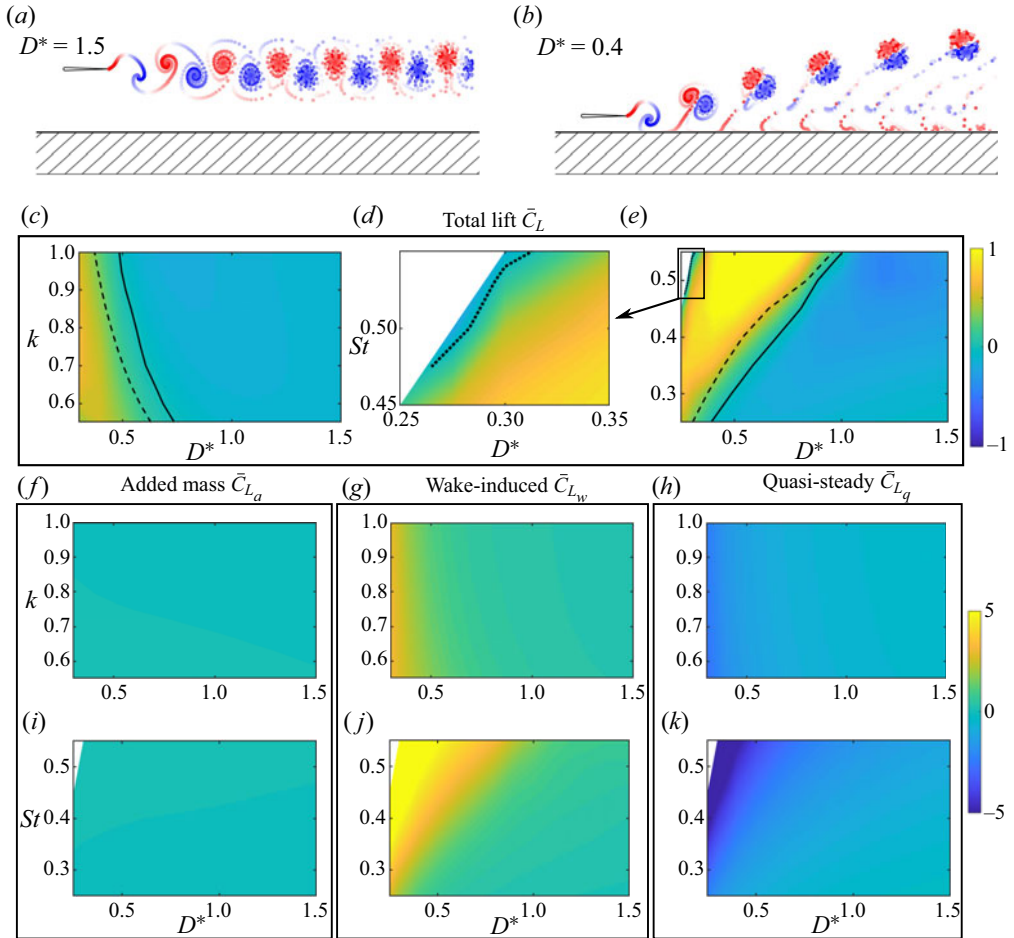 (a)
D* = 1.5
(b)
D* = 0.4
(c) (d) Total lift C̄_L (e)
1.0
0.9
k 0.8
0.7
0.6
0.5 1.0 1.5
D*
St 0.50
0.45
0.25 0.30 0.35
D*
0.5
0.4
0.3
0.5 1.0 1.5
D*
1
0
–1
(f) Added mass C̄_{L_a} (g) Wake-induced C̄_{L_w} (h) Quasi-steady C̄_{L_q}
1.0 1.0 1.0
0.9 0.9 0.9
k 0.8 0.8 0.8
0.7 0.7 0.7
0.6 0.6 0.6
0.5 1.0 1.5 0.5 1.0 1.5 0.5 1.0 1.5
5
0
–5
(i) (j) (k)
0.5 0.5 0.5
St 0.4 0.4 0.4
0.3 0.3 0.3
0.5 1.0 1.5 0.5 1.0 1.5 0.5 1.0 1.5
D* D* D*